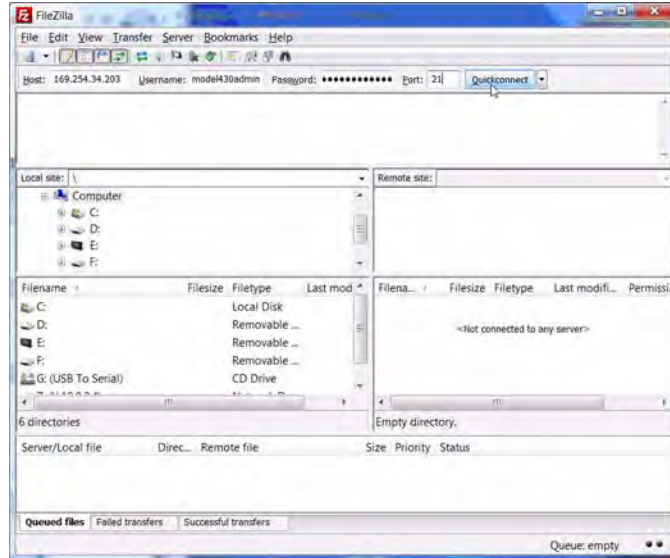 FileZilla
File Edit View Transfer Server Bookmarks Help
Host: 169.254.34.203 Username: model430admin Password: ●●●●●●●●●●●● Port: 21 Quickconnect
Local site: \
Remote site:
Computer
C:
D:
E:
F:
Filename Filesize Filetype Last mod
C: Local Disk
D: Removable ...
E: Removable ...
F: Removable ...
G: (USB To Serial) CD Drive
6 directories
Filena... Filesize Filetype Last modifi... Permissi
<Not connected to any server>
Empty directory.
Server/Local file Direc... Remote file Size Priority Status
Queued files Failed transfers Successful transfers
Queue: empty